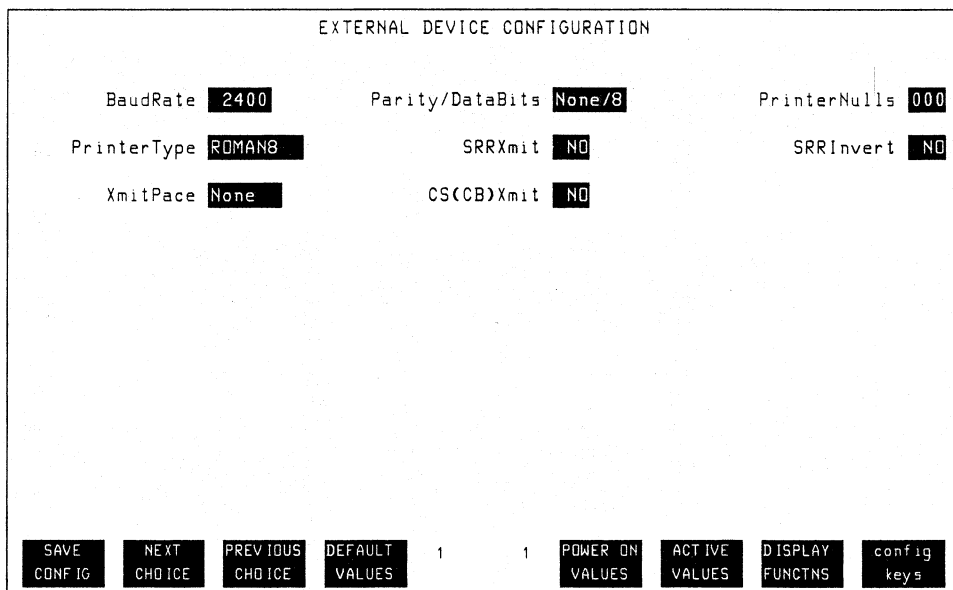 EXTERNAL DEVICE CONFIGURATION
BaudRate 2400 Parity/DataBits None/8 PrinterNulls 000
PrinterType ROMAN8 SRRXmit NO SRRInvert NO
XmitPace None CS(CB)Xmit NO
SAVE NEXT PREVIOUS DEFAULT 1 1 POWER ON ACTIVE DISPLAY config
CONFIG CHOICE CHOICE VALUES VALUES VALUES FUNCTNS keys